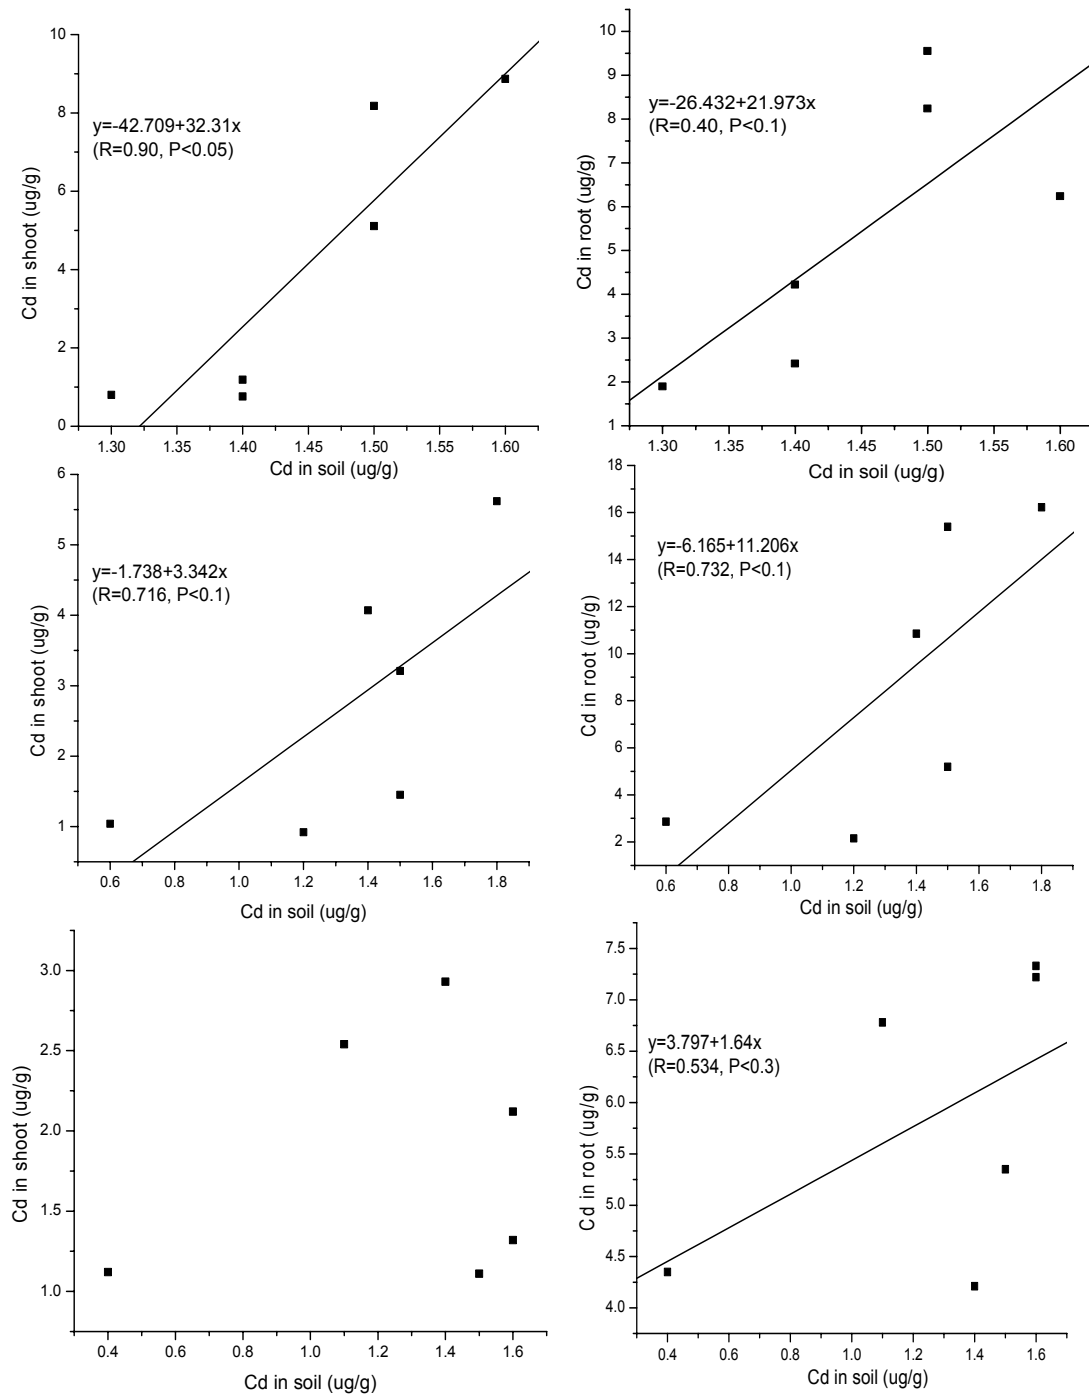 10
8
6
4
2
0
Cd in shoot (ug/g)
y=-42.709+32.31x
(R=0.90, P<0.05)
1.30 1.35 1.40 1.45 1.50 1.55 1.60
Cd in soil (ug/g)
10
9
8
7
6
5
4
3
2
1
Cd in root (ug/g)
y=-26.432+21.973x
(R=0.40, P<0.1)
1.30 1.35 1.40 1.45 1.50 1.55 1.60
Cd in soil (ug/g)
6
5
4
3
2
1
Cd in shoot (ug/g)
y=-1.738+3.342x
(R=0.716, P<0.1)
0.6 0.8 1.0 1.2 1.4 1.6 1.8
Cd in soil (ug/g)
18
16
14
12
10
8
6
4
2
Cd in root (ug/g)
y=-6.165+11.206x
(R=0.732, P<0.1)
0.6 0.8 1.0 1.2 1.4 1.6 1.8
Cd in soil (ug/g)
3.0
2.5
2.0
1.5
1.0
Cd in shoot (ug/g)
0.4 0.6 0.8 1.0 1.2 1.4 1.6
Cd in soil (ug/g)
7.5
7.0
6.5
6.0
5.5
5.0
4.5
4.0
Cd in root (ug/g)
y=3.797+1.64x
(R=0.534, P<0.3)
0.4 0.6 0.8 1.0 1.2 1.4 1.6
Cd in soil (ug/g)